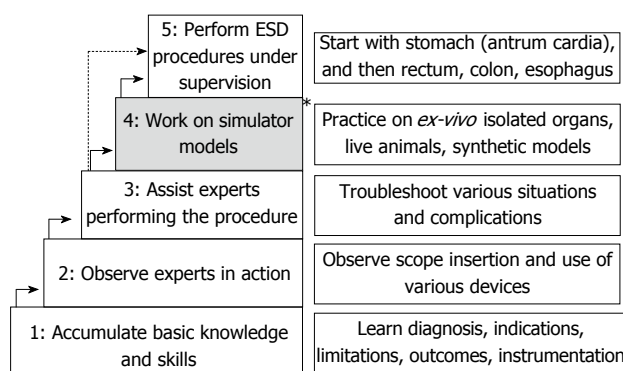 5: Perform ESD
procedures under
supervision
Start with stomach (antrum cardia),
and then rectum, colon, esophagus
*
4: Work on simulator
models
Practice on ex-vivo isolated organs,
live animals, synthetic models
3: Assist experts
performing the procedure
Troubleshoot various situations
and complications
2: Observe experts in action
Observe scope insertion and use of
various devices
1: Accumulate basic knowledge
and skills
Learn diagnosis, indications,
limitations, outcomes, instrumentation